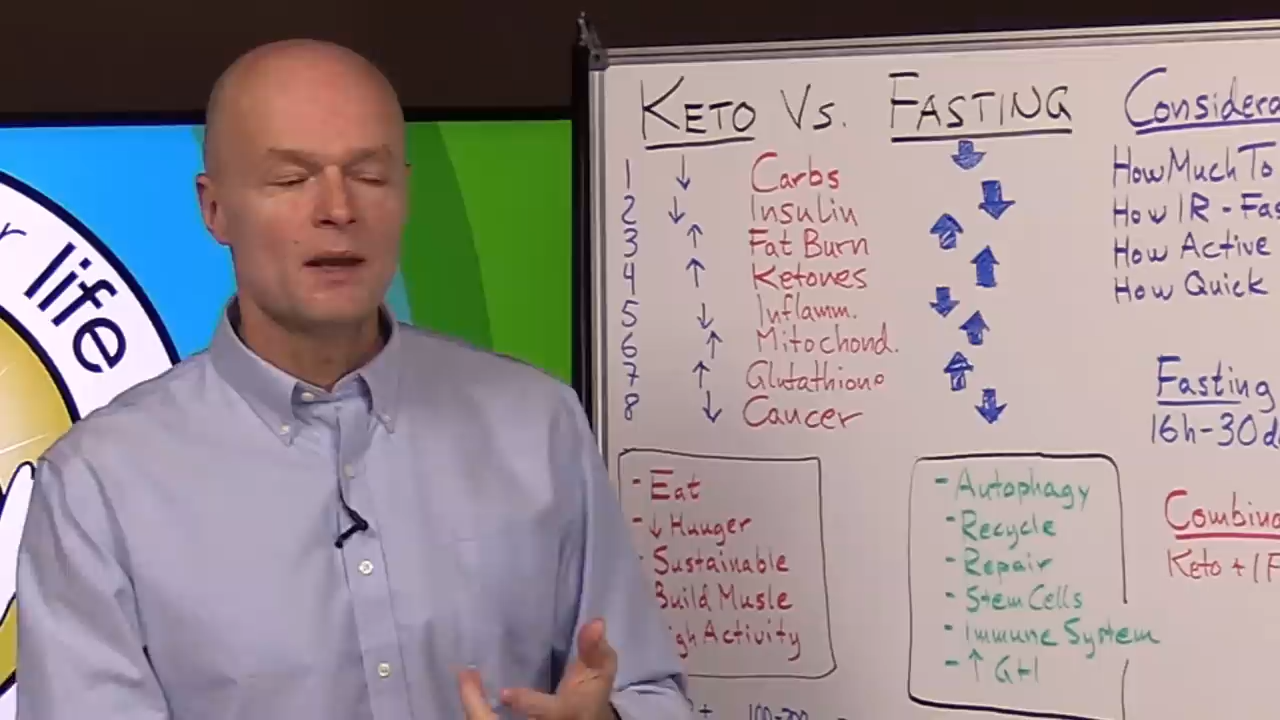 r life
KETO Vs. FASTING
1 ↓ Carbs ↓
2 ↓ Insulin ↓
3 ↑ Fat Burn ↑
4 ↑ Ketones ↑
5 ↓ Inflamm. ↓
6 ↑ Mitochond. ↑
7 ↑ Glutathione ↑
8 ↓ Cancer ↓
- Eat
- ↓ Hunger
- Sustainable
Build Musle
gh Activity
- Autophagy
- Recycle
- Repair
- Stem Cells
- Immune System
- ↑ GH
Considera
How Much To
How IR - Fas
How Active
How Quick
Fasting
16h-30d
Combina
Keto + IF